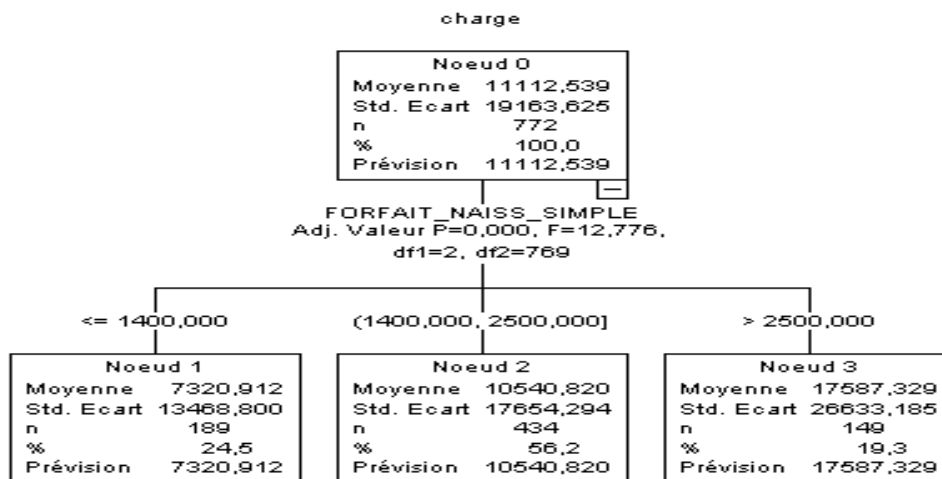 charge
Noeud 0
Moyenne 11112,539
Std. Ecart 19163,625
n 772
% 100,0
Prévision 11112,539
FORFAIT_NAISS_SIMPLE
Adj. Valeur P=0,000, F=12,776,
df1=2, df2=769
<= 1400,000
(1400,000, 2500,000]
> 2500,000
Noeud 1
Moyenne 7320,912
Std. Ecart 13468,800
n 189
% 24,5
Prévision 7320,912
Noeud 2
Moyenne 10540,820
Std. Ecart 17654,294
n 434
% 56,2
Prévision 10540,820
Noeud 3
Moyenne 17587,329
Std. Ecart 26633,185
n 149
% 19,3
Prévision 17587,329